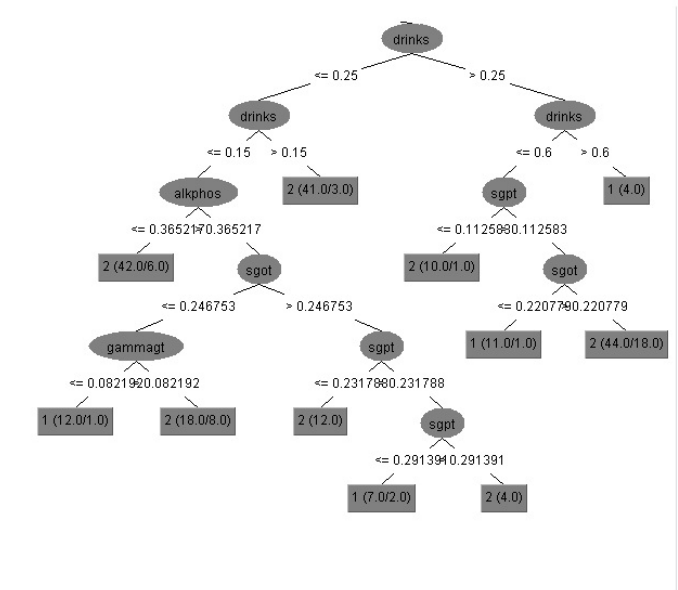 drinks
<= 0.25 > 0.25
drinks drinks
<= 0.15 > 0.15 <= 0.6 > 0.6
alkphos 2 (41.0/3.0) sgpt 1 (4.0)
<= 0.365217 > 0.365217 <= 0.112583 > 0.112583
2 (42.0/6.0) sgot 2 (10.0/1.0) sgot
<= 0.246753 > 0.246753 <= 0.220779 > 0.220779
gammagt sgpt 1 (11.0/1.0) 2 (44.0/18.0)
<= 0.082192 > 0.082192 <= 0.231788 > 0.231788
1 (12.0/1.0) 2 (18.0/8.0) 2 (12.0) sgpt
<= 0.291391 > 0.291391
1 (7.0/2.0) 2 (4.0)